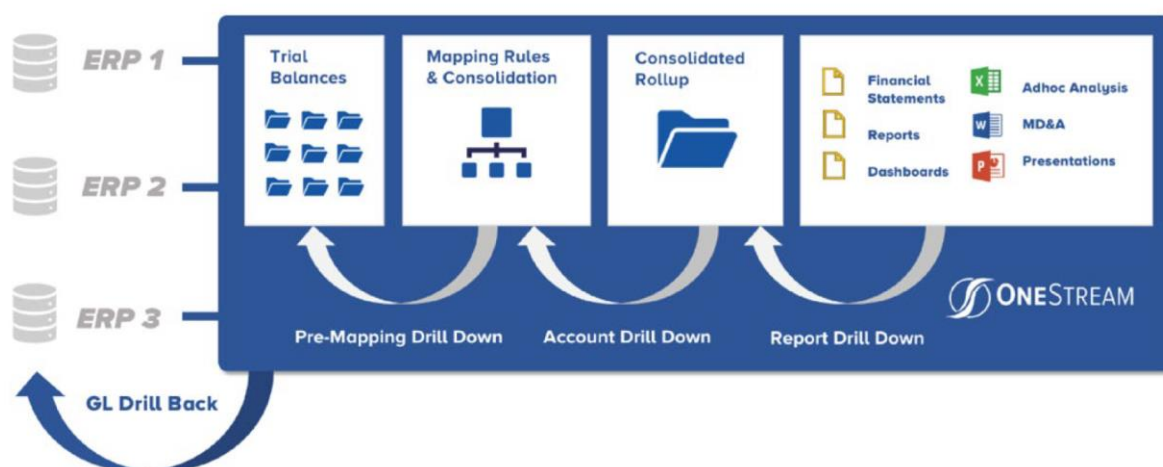 ERP 1
ERP 2
ERP 3
Trial
Balances
Mapping Rules
& Consolidation
Consolidated
Rollup
Financial
Statements
Reports
Dashboards
X
Adhoc Analysis
W
MD&A
P
Presentations
ONESTREAM
Pre-Mapping Drill Down
Account Drill Down
Report Drill Down
GL Drill Back